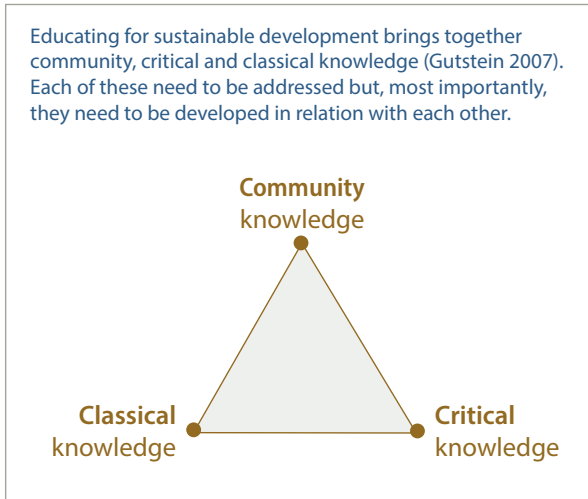 Educating for sustainable development brings together
community, critical and classical knowledge (Gutstein 2007).
Each of these need to be addressed but, most importantly,
they need to be developed in relation with each other.
Community
knowledge
Classical
knowledge
Critical
knowledge